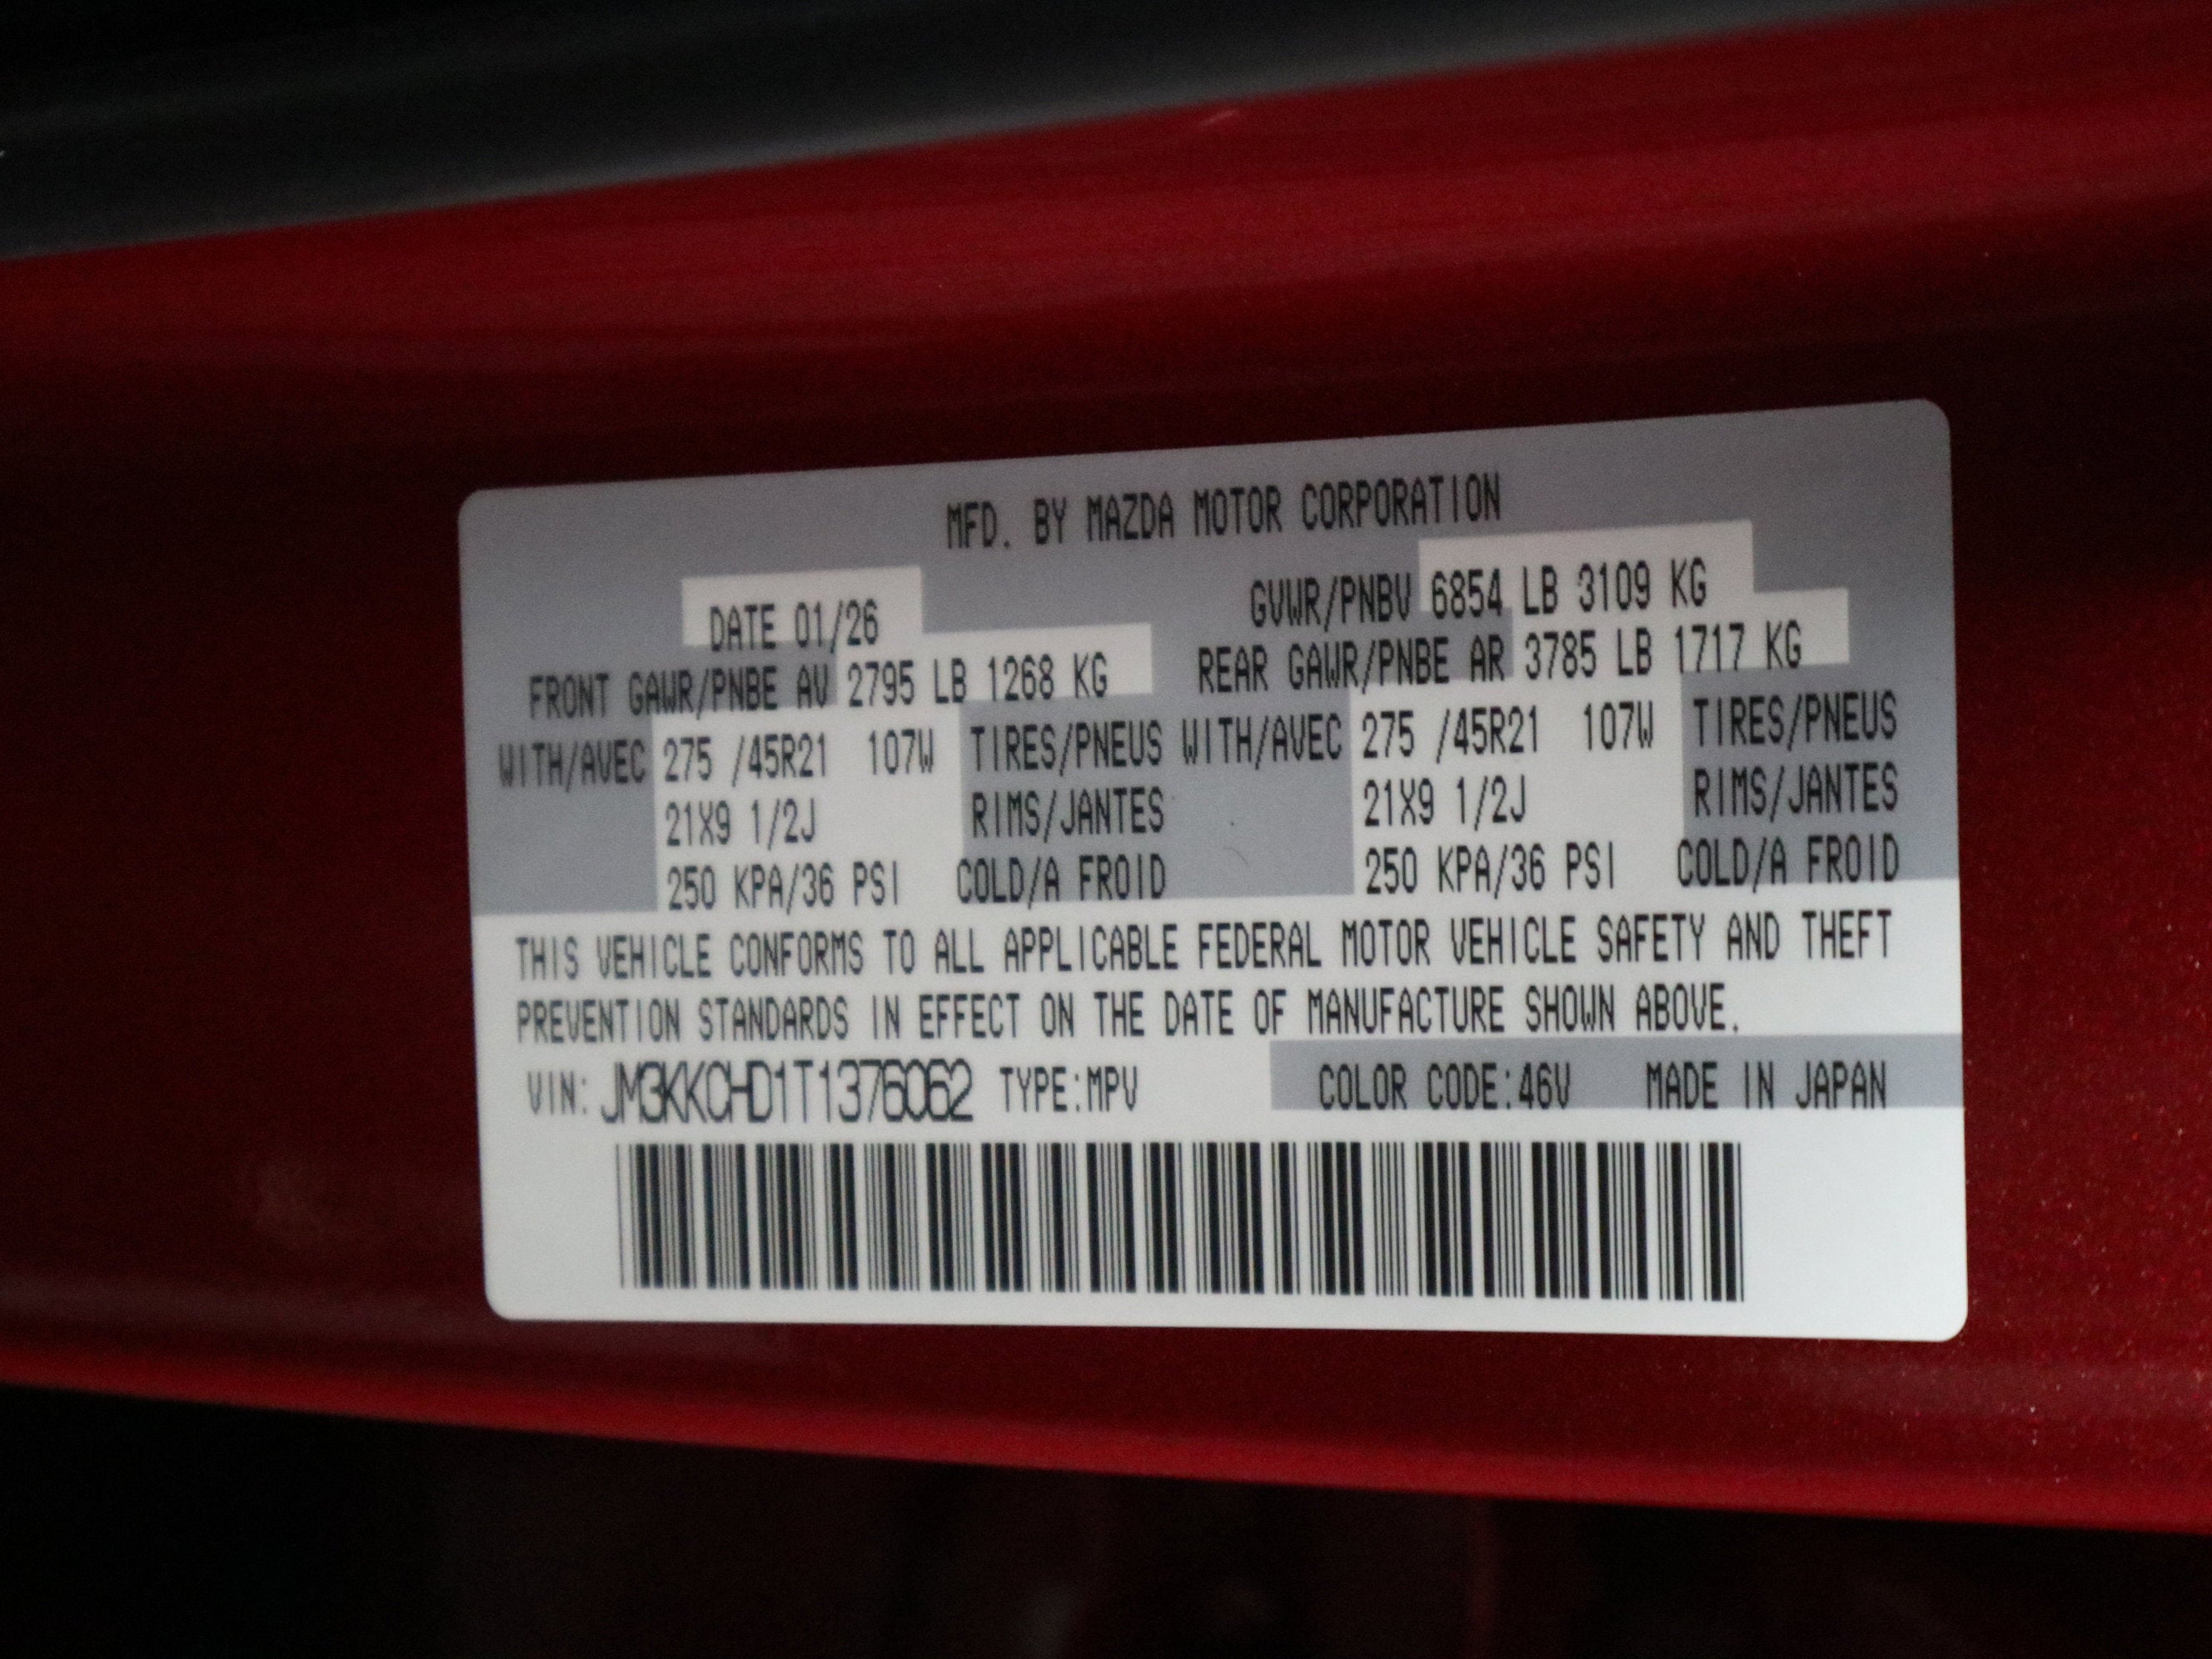 MFD. BY MAZDA MOTOR CORPORATION
DATE 01/26 GVWR/PNBV 6854 LB 3109 KG
FRONT GAWR/PNBE AV 2795 LB 1268 KG REAR GAWR/PNBE AR 3785 LB 1717 KG
WITH/AVEC 275 /45R21 107W TIRES/PNEUS WITH/AVEC 275 /45R21 107W TIRES/PNEUS
21X9 1/2J RIMS/JANTES 21X9 1/2J RIMS/JANTES
250 KPA/36 PSI COLD/A FROID 250 KPA/36 PSI COLD/A FROID
THIS VEHICLE CONFORMS TO ALL APPLICABLE FEDERAL MOTOR VEHICLE SAFETY AND THEFT
PREVENTION STANDARDS IN EFFECT ON THE DATE OF MANUFACTURE SHOWN ABOVE.
VIN: JM3KKCHD1T1376062 TYPE:MPV COLOR CODE:46V MADE IN JAPAN